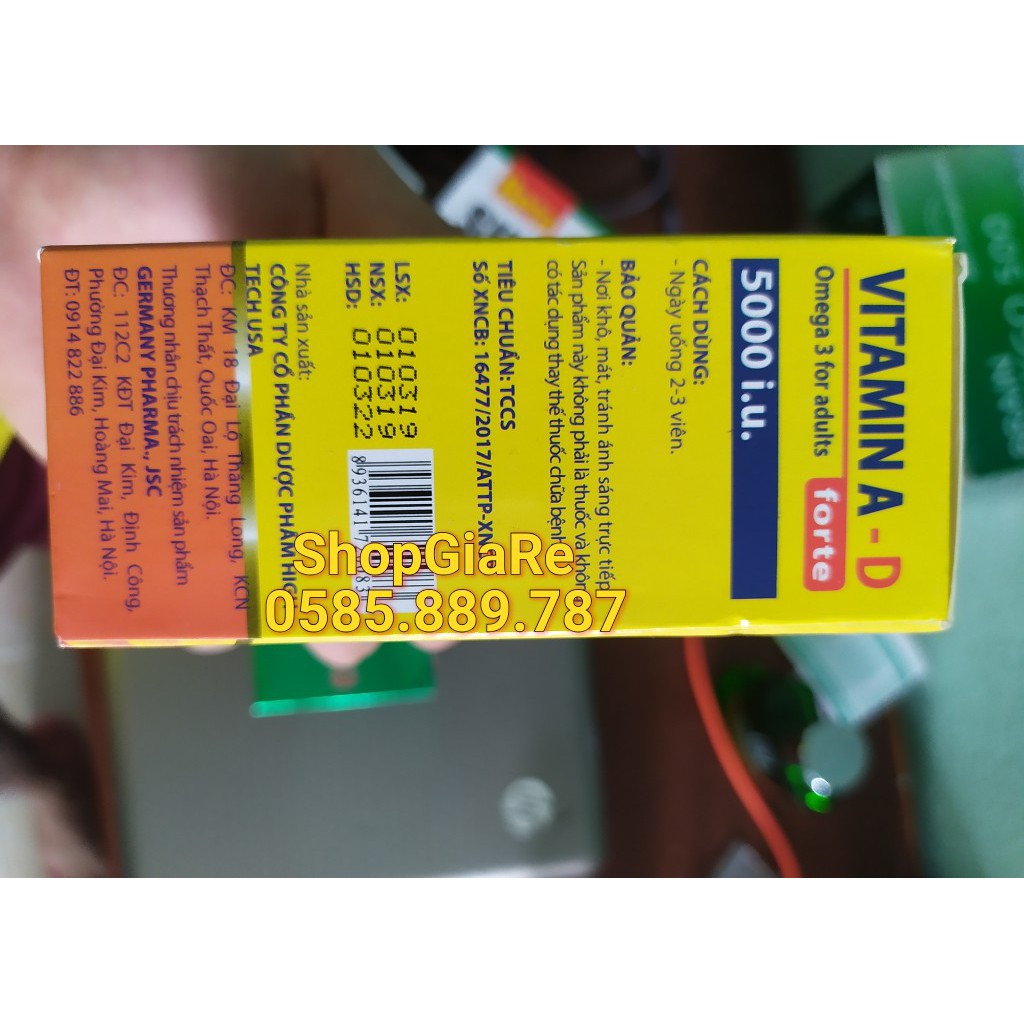 VITAMIN A - D
Omega 3 for adults forte
5000 i.u.
CÁCH DÙNG:
- Ngày uống 2-3 viên.
BẢO QUẢN:
- Nơi khô, mát, tránh ánh sáng trực tiếp
Sản phẩm này không phải là thuốc và không
có tác dụng thay thế thuốc chữa bệnh
TIÊU CHUẨN: TCCS
Số XNCB: 16477/2017/ATTP-XN
LSX: 010319
NSX: 010319
HSD: 010322
8936141
Nhà sản xuất:
CÔNG TY CỔ PHẦN DƯỢC PHẨM
TECH USA
ĐC: KM 18 Đại Lộ Thăng Long, KCN
Thạch Thất, Quốc Oai, Hà Nội.
Thương nhân chịu trách nhiệm sản phẩm
GERMANY PHARMA., JSC
ĐC: 112C2 KĐT Đại Kim, Định Công,
Phường Đại Kim, Hoàng Mai, Hà Nội.
ĐT: 0914 822 886
ShopGiaRe
0585.889.787